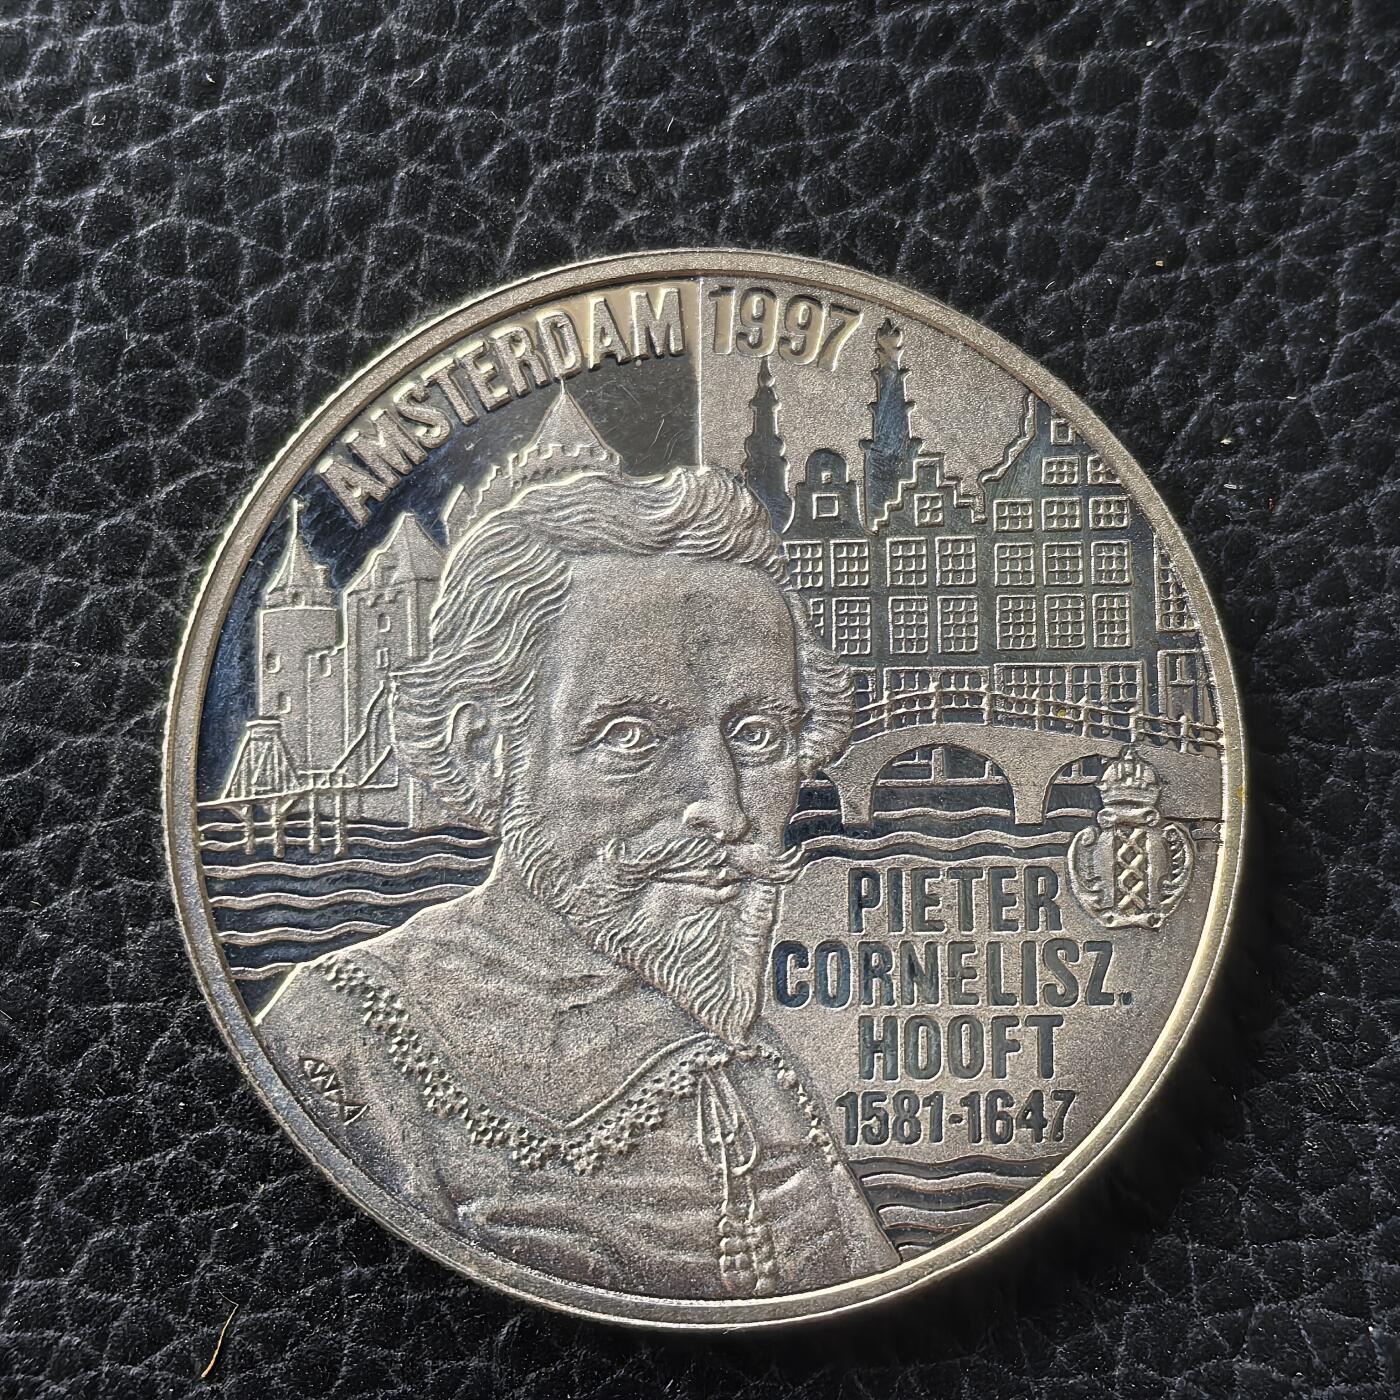 AMSTERDAM 1997
PIETER
CORNELISZ.
HOOFT
1581-1647